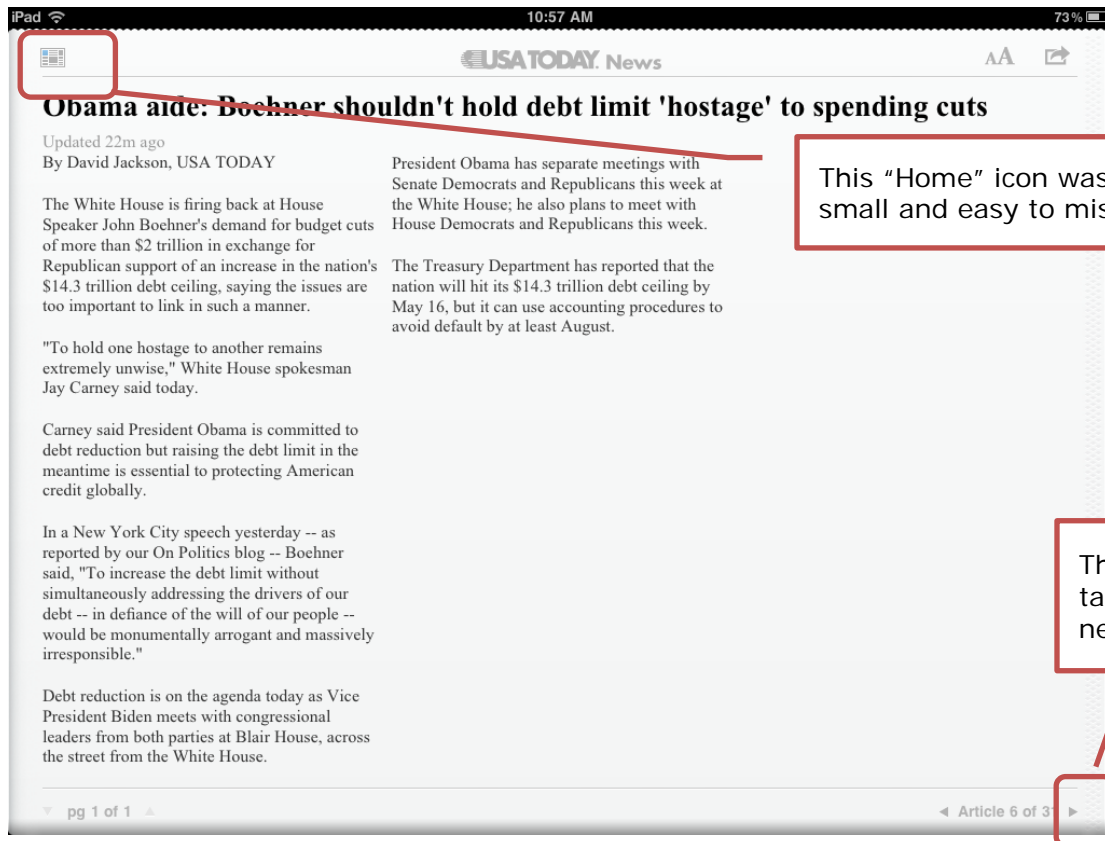 iPad
10:57 AM
73%
USA TODAY. News
AA
Obama aide: Boehner shouldn't hold debt limit 'hostage' to spending cuts
Updated 22m ago
By David Jackson, USA TODAY
The White House is firing back at House
Speaker John Boehner's demand for budget cuts
of more than $2 trillion in exchange for
Republican support of an increase in the nation's
$14.3 trillion debt ceiling, saying the issues are
too important to link in such a manner.
"To hold one hostage to another remains
extremely unwise," White House spokesman
Jay Carney said today.
Carney said President Obama is committed to
debt reduction but raising the debt limit in the
meantime is essential to protecting American
credit globally.
In a New York City speech yesterday -- as
reported by our On Politics blog -- Boehner
said, "To increase the debt limit without
simultaneously addressing the drivers of our
debt -- in defiance of the will of our people --
would be monumentally arrogant and massively
irresponsible."
Debt reduction is on the agenda today as Vice
President Biden meets with congressional
leaders from both parties at Blair House, across
the street from the White House.
President Obama has separate meetings with
Senate Democrats and Republicans this week at
the White House; he also plans to meet with
House Democrats and Republicans this week.
The Treasury Department has reported that the
nation will hit its $14.3 trillion debt ceiling by
May 16, but it can use accounting procedures to
avoid default by at least August.
This “Home” icon was
small and easy to mis
Th
ta
ne
pg 1 of 1
Article 6 of 31